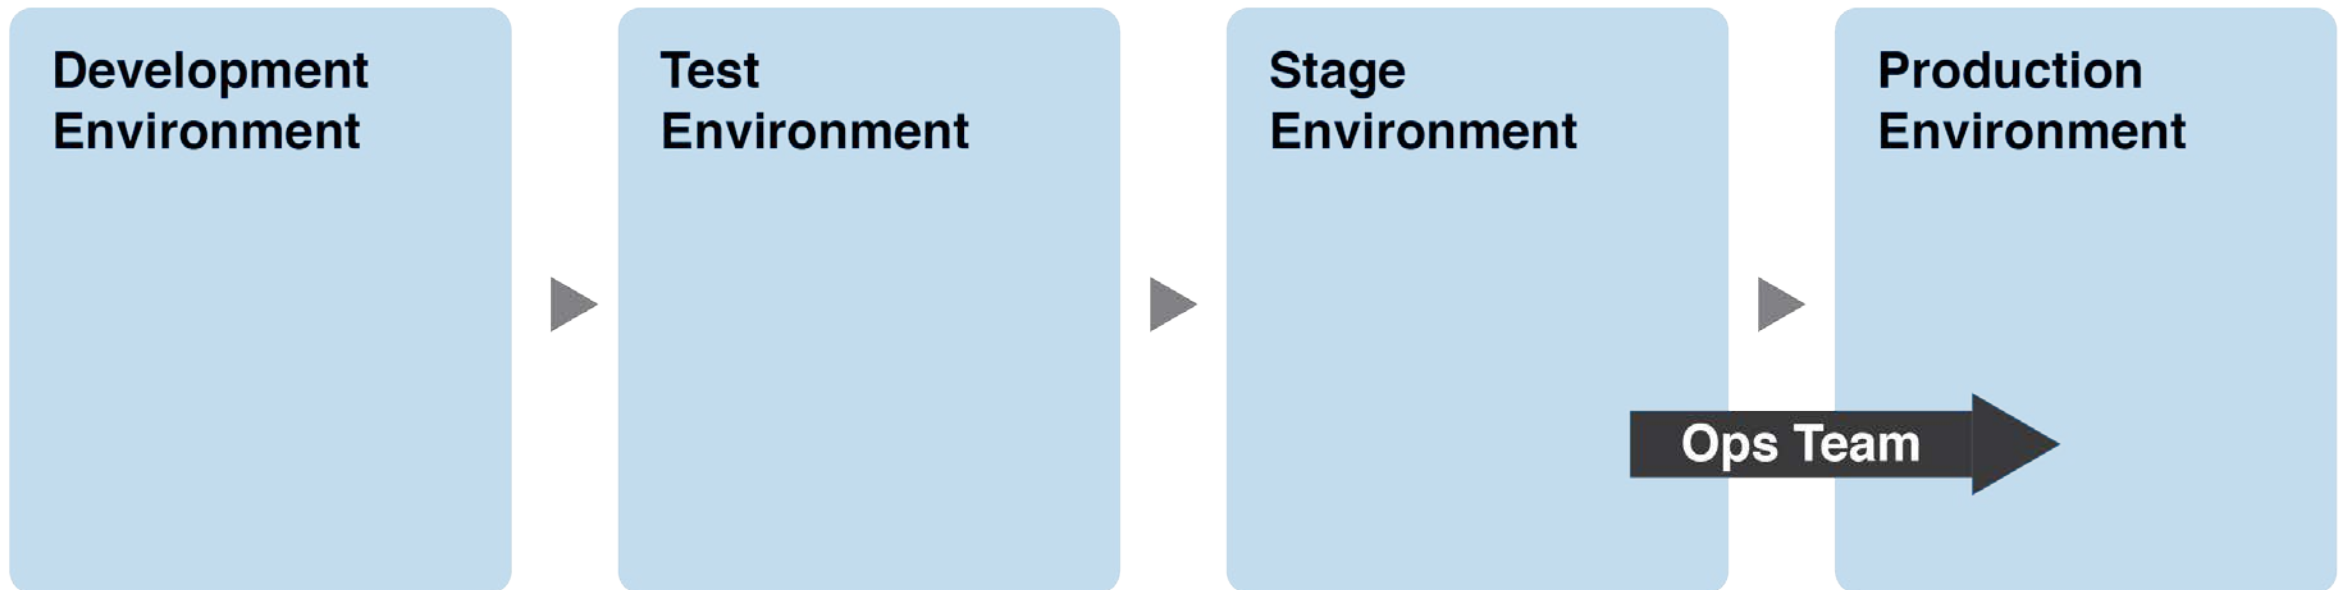 Development
Environment
Test
Environment
Stage
Environment
Production
Environment
Ops Team